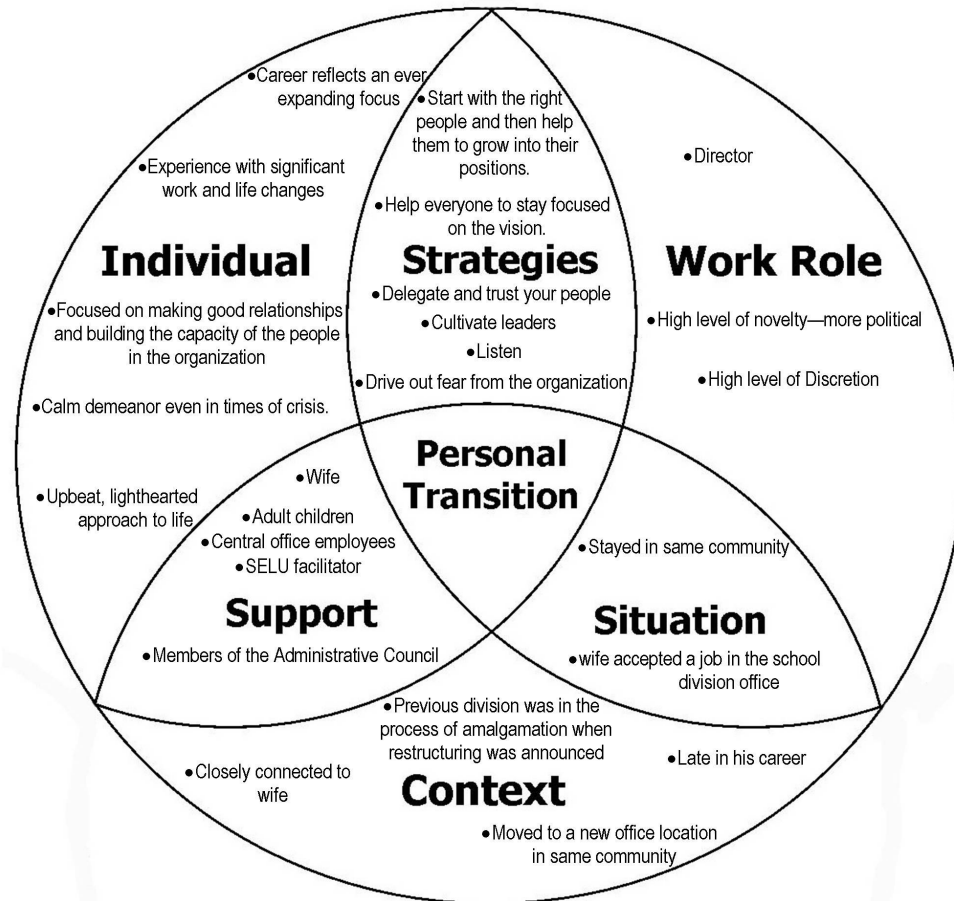 ●Career reflects an ever
expanding focus
●Start with the right
people and then help
them to grow into their
positions.
●Director
●Experience with significant
work and life changes
●Help everyone to stay focused
on the vision.
Individual
Strategies
Work Role
●Focused on making good relationships
and building the capacity of the people
in the organization
●Delegate and trust your people
●Cultivate leaders
●Listen
●Drive out fear from the organization
●High level of novelty—more political
●High level of Discretion
●Calm demeanor even in times of crisis.
●Upbeat, lighthearted
approach to life
Personal
Transition
●Wife
●Adult children
●Central office employees
●SELU facilitator
Support
●Members of the Administrative Council
●Stayed in same community
Situation
●wife accepted a job in the school
division office
●Previous division was in the
process of amalgamation when
restructuring was announced
●Closely connected to
wife
Context
●Late in his career
●Moved to a new office location
in same community